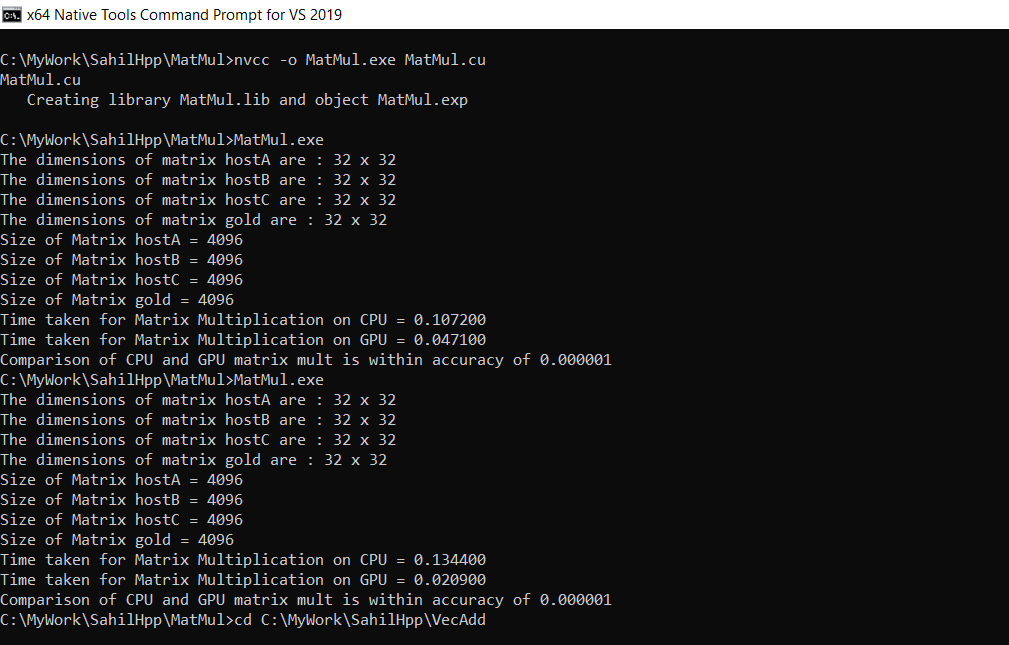 x64 Native Tools Command Prompt for VS 2019
C:\MyWork\SahilHpp\MatMul>nvcc -o MatMul.exe MatMul.cu
MatMul.cu
   Creating library MatMul.lib and object MatMul.exp
C:\MyWork\SahilHpp\MatMul>MatMul.exe
The dimensions of matrix hostA are : 32 x 32
The dimensions of matrix hostB are : 32 x 32
The dimensions of matrix hostC are : 32 x 32
The dimensions of matrix gold are : 32 x 32
Size of Matrix hostA = 4096
Size of Matrix hostB = 4096
Size of Matrix hostC = 4096
Size of Matrix gold = 4096
Time taken for Matrix Multiplication on CPU = 0.107200
Time taken for Matrix Multiplication on GPU = 0.047100
Comparison of CPU and GPU matrix mult is within accuracy of 0.000001
C:\MyWork\SahilHpp\MatMul>MatMul.exe
The dimensions of matrix hostA are : 32 x 32
The dimensions of matrix hostB are : 32 x 32
The dimensions of matrix hostC are : 32 x 32
The dimensions of matrix gold are : 32 x 32
Size of Matrix hostA = 4096
Size of Matrix hostB = 4096
Size of Matrix hostC = 4096
Size of Matrix gold = 4096
Time taken for Matrix Multiplication on CPU = 0.134400
Time taken for Matrix Multiplication on GPU = 0.020900
Comparison of CPU and GPU matrix mult is within accuracy of 0.000001
C:\MyWork\SahilHpp\MatMul>cd C:\MyWork\SahilHpp\VecAdd